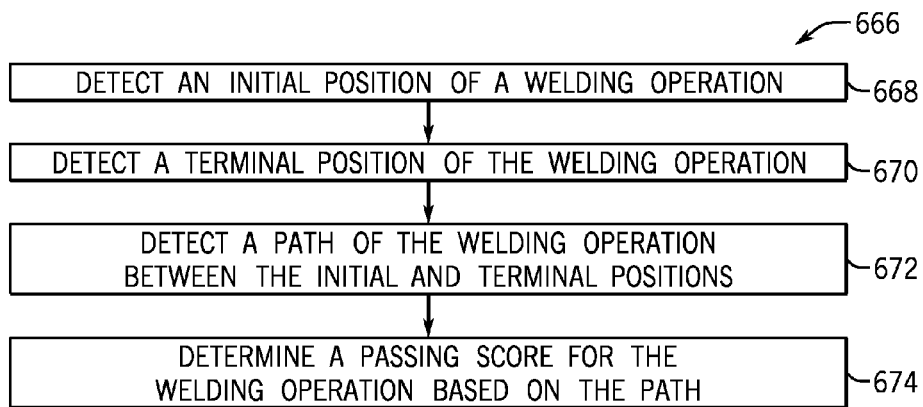 666
DETECT AN INITIAL POSITION OF A WELDING OPERATION
668
DETECT A TERMINAL POSITION OF THE WELDING OPERATION
670
DETECT A PATH OF THE WELDING OPERATION
BETWEEN THE INITIAL AND TERMINAL POSITIONS
672
DETERMINE A PASSING SCORE FOR THE
WELDING OPERATION BASED ON THE PATH
674